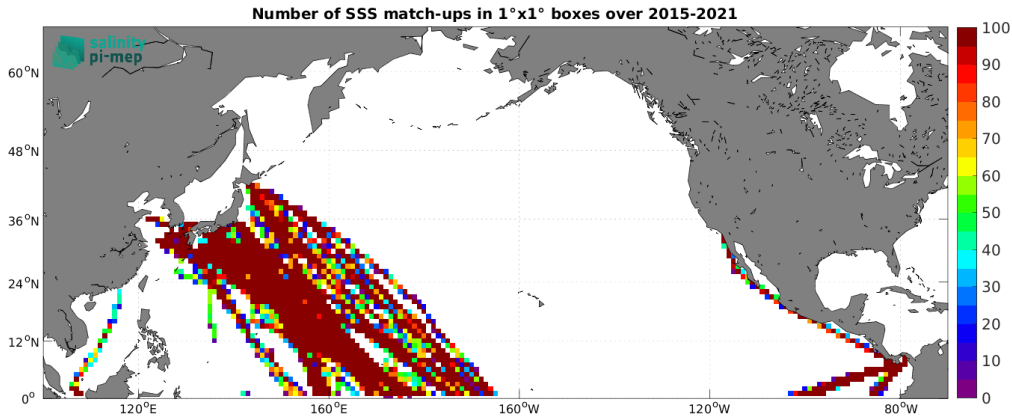 Number of SSS match-ups in 1°x1° boxes over 2015-2021
salinity
pi-mep
60°N
48°N
36°N
24°N
12°N
0°
120°E
160°E
160°W
120°W
80°W
100
90
80
70
60
50
40
30
20
10
0